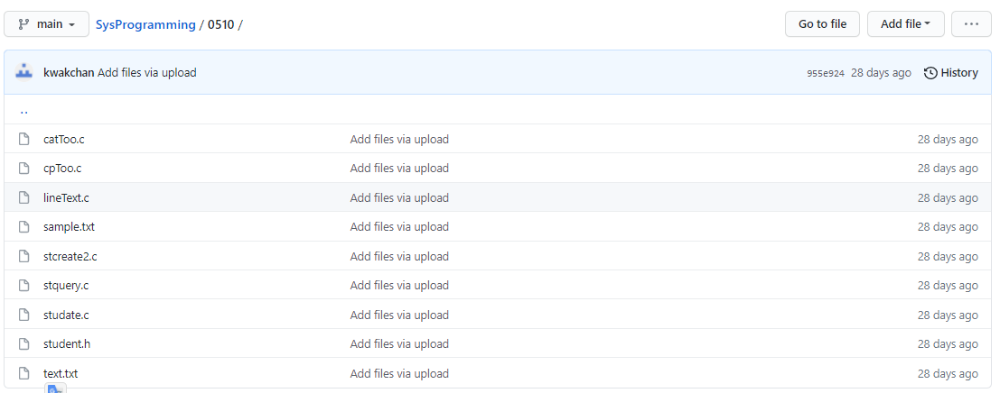 main SysProgramming / 0510 / Go to file Add file ...
kwakchan Add files via upload 955e924 28 days ago History
..
catToo.c Add files via upload 28 days ago
cpToo.c Add files via upload 28 days ago
lineText.c Add files via upload 28 days ago
sample.txt Add files via upload 28 days ago
stcreate2.c Add files via upload 28 days ago
stquery.c Add files via upload 28 days ago
studate.c Add files via upload 28 days ago
student.h Add files via upload 28 days ago
text.txt Add files via upload 28 days ago